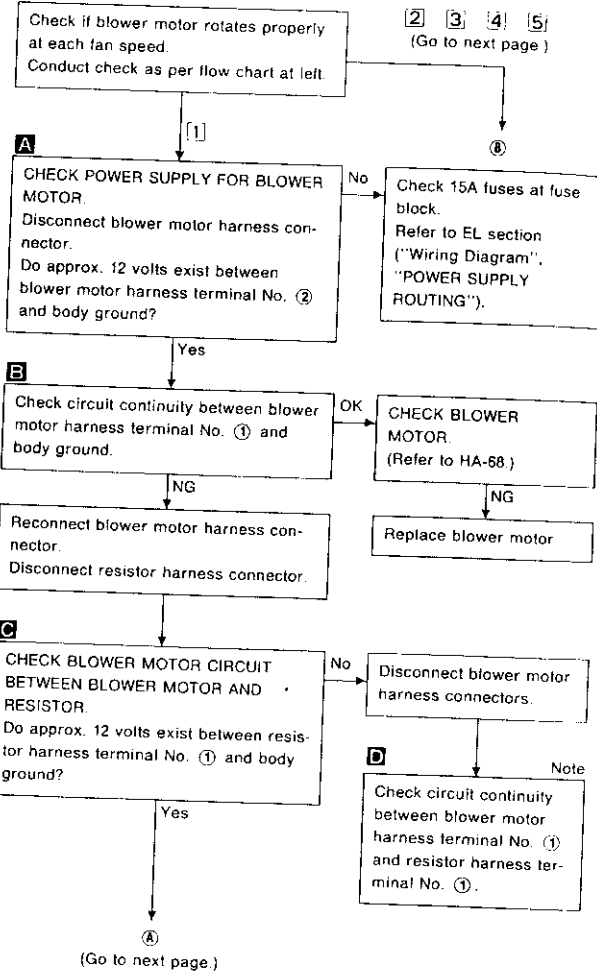 Check if blower motor rotates properly
at each fan speed.
Conduct check as per flow chart at left.
[2] [3] [4] [5]
(Go to next page.)
Ⓑ
[1]
A
CHECK POWER SUPPLY FOR BLOWER
MOTOR.
Disconnect blower motor harness con-
nector.
Do approx. 12 volts exist between
blower motor harness terminal No. ②
and body ground?
No
Check 15A fuses at fuse
block.
Refer to EL section
("Wiring Diagram",
"POWER SUPPLY
ROUTING").
Yes
B
Check circuit continuity between blower
motor harness terminal No. ① and
body ground.
OK
CHECK BLOWER
MOTOR.
(Refer to HA-68.)
NG
Replace blower motor
NG
Reconnect blower motor harness con-
nector.
Disconnect resistor harness connector.
C
CHECK BLOWER MOTOR CIRCUIT
BETWEEN BLOWER MOTOR AND
RESISTOR.
Do approx. 12 volts exist between resis-
tor harness terminal No. ① and body
ground?
No
Disconnect blower motor
harness connectors.
D
Note
Check circuit continuity
between blower motor
harness terminal No. ①
and resistor harness ter-
minal No. ①.
Yes
Ⓐ
(Go to next page.)